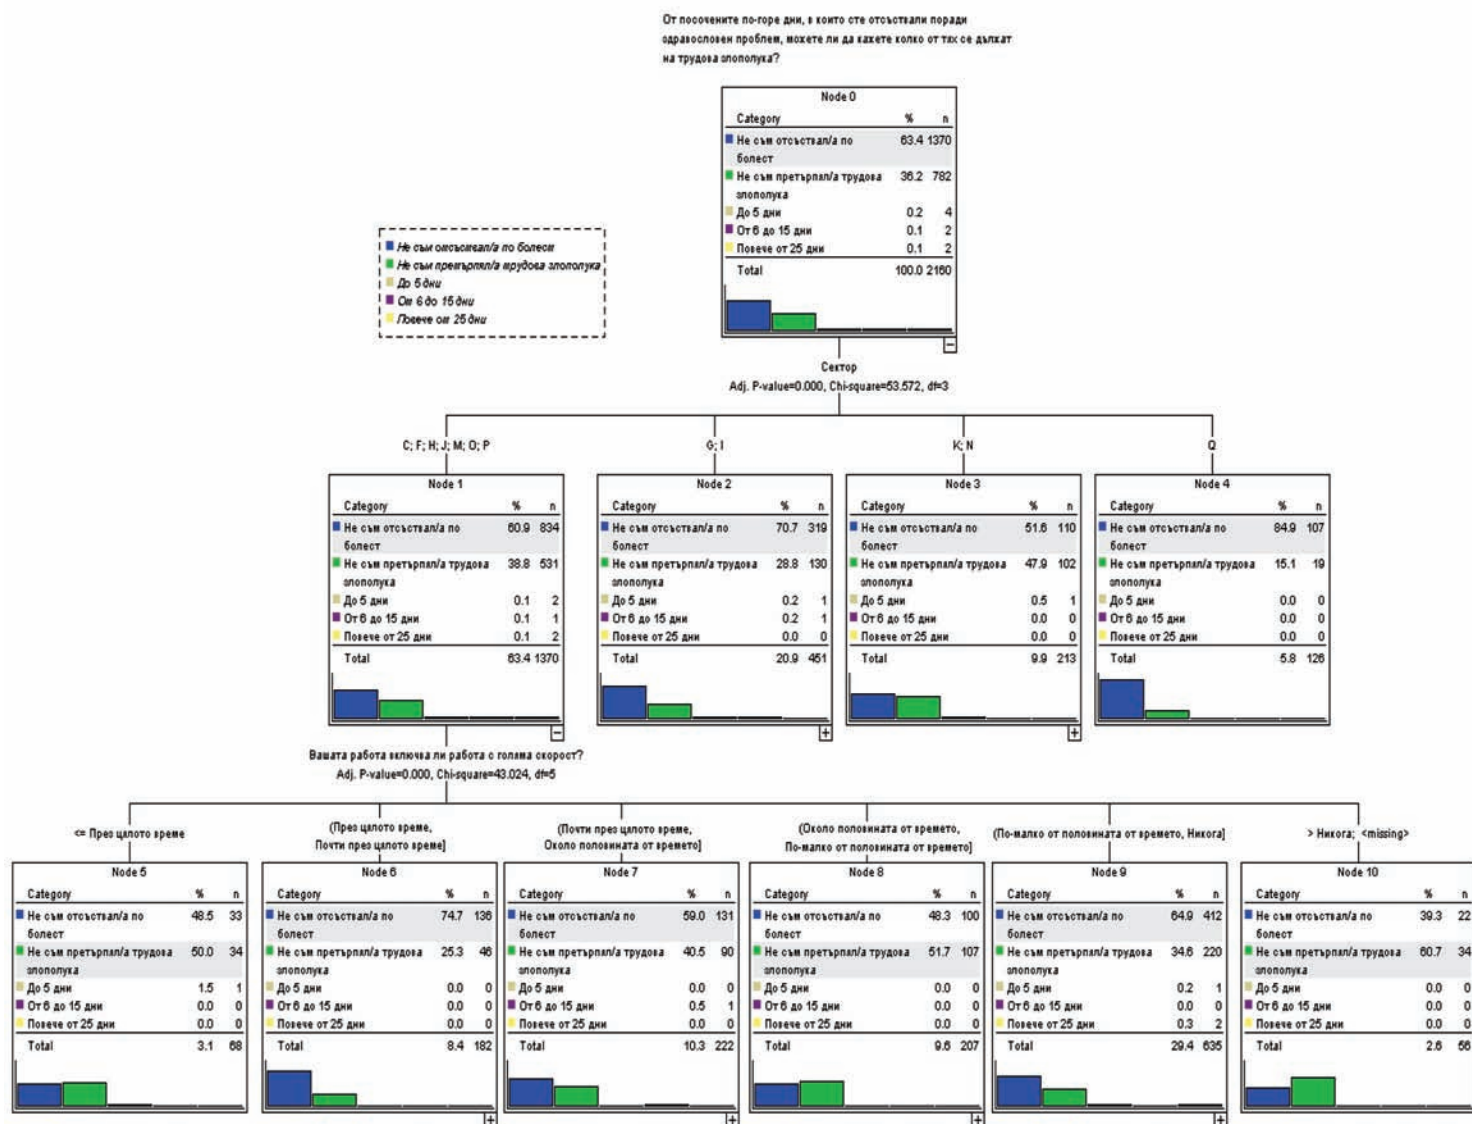 От посочените по-горе дни, в които сте отсъствали поради
здравословен проблем, можете ли да кажете колко от тях се дължат
на трудова злополука?
Node 0
Category % n
Не съм отсъствал/а по 63.4 1370
болест
Не съм претърпял/а трудова 36.2 782
злополука
До 5 дни 0.2 4
От 6 до 15 дни 0.1 2
Повече от 25 дни 0.1 2
Total 100.0 2160
Не съм отсъствал/а по болест
Не съм претърпял/а трудова злополука
До 5 дни
От 6 до 15 дни
Повече от 25 дни
Сектор
Adj. P-value=0.000, Chi-square=53.572, df=3
C; F; H; J; M; O; P
Node 1
Category % n
Не съм отсъствал/а по 60.9 834
болест
Не съм претърпял/а трудова 38.8 531
злополука
До 5 дни 0.1 2
От 6 до 15 дни 0.1 1
Повече от 25 дни 0.1 2
Total 63.4 1370
G; I
Node 2
Category % n
Не съм отсъствал/а по 70.7 319
болест
Не съм претърпял/а трудова 28.8 130
злополука
До 5 дни 0.2 1
От 6 до 15 дни 0.2 1
Повече от 25 дни 0.0 0
Total 20.9 451
K; N
Node 3
Category % n
Не съм отсъствал/а по 51.6 110
болест
Не съм претърпял/а трудова 47.9 102
злополука
До 5 дни 0.5 1
От 6 до 15 дни 0.0 0
Повече от 25 дни 0.0 0
Total 9.9 213
Q
Node 4
Category % n
Не съм отсъствал/а по 84.9 107
болест
Не съм претърпял/а трудова 15.1 19
злополука
До 5 дни 0.0 0
От 6 до 15 дни 0.0 0
Повече от 25 дни 0.0 0
Total 5.8 126
Вашата работа включва ли работа с голяма скорост?
Adj. P-value=0.000, Chi-square=43.024, df=5
<= През цялото време
Node 5
Category % n
Не съм отсъствал/а по 48.5 33
болест
Не съм претърпял/а трудова 50.0 34
злополука
До 5 дни 1.5 1
От 6 до 15 дни 0.0 0
Повече от 25 дни 0.0 0
Total 3.1 68
(През цялото време,
Почти през цялото време]
Node 6
Category % n
Не съм отсъствал/а по 74.7 136
болест
Не съм претърпял/а трудова 25.3 46
злополука
До 5 дни 0.0 0
От 6 до 15 дни 0.0 0
Повече от 25 дни 0.0 0
Total 8.4 182
(Почти през цялото време,
Около половината от времето]
Node 7
Category % n
Не съм отсъствал/а по 59.0 131
болест
Не съм претърпял/а трудова 40.5 90
злополука
До 5 дни 0.0 0
От 6 до 15 дни 0.5 1
Повече от 25 дни 0.0 0
Total 10.3 222
(Около половината от времето,
По-малко от половината от времето]
Node 8
Category % n
Не съм отсъствал/а по 48.3 100
болест
Не съм претърпял/а трудова 51.7 107
злополука
До 5 дни 0.0 0
От 6 до 15 дни 0.0 0
Повече от 25 дни 0.0 0
Total 9.6 207
(По-малко от половината от времето, Никога]
Node 9
Category % n
Не съм отсъствал/а по 64.9 412
болест
Не съм претърпял/а трудова 34.6 220
злополука
До 5 дни 0.2 1
От 6 до 15 дни 0.0 0
Повече от 25 дни 0.3 2
Total 29.4 635
> Никога; <missing>
Node 10
Category % n
Не съм отсъствал/а по 39.3 22
болест
Не съм претърпял/а трудова 60.7 34
злополука
До 5 дни 0.0 0
От 6 до 15 дни 0.0 0
Повече от 25 дни 0.0 0
Total 2.6 56